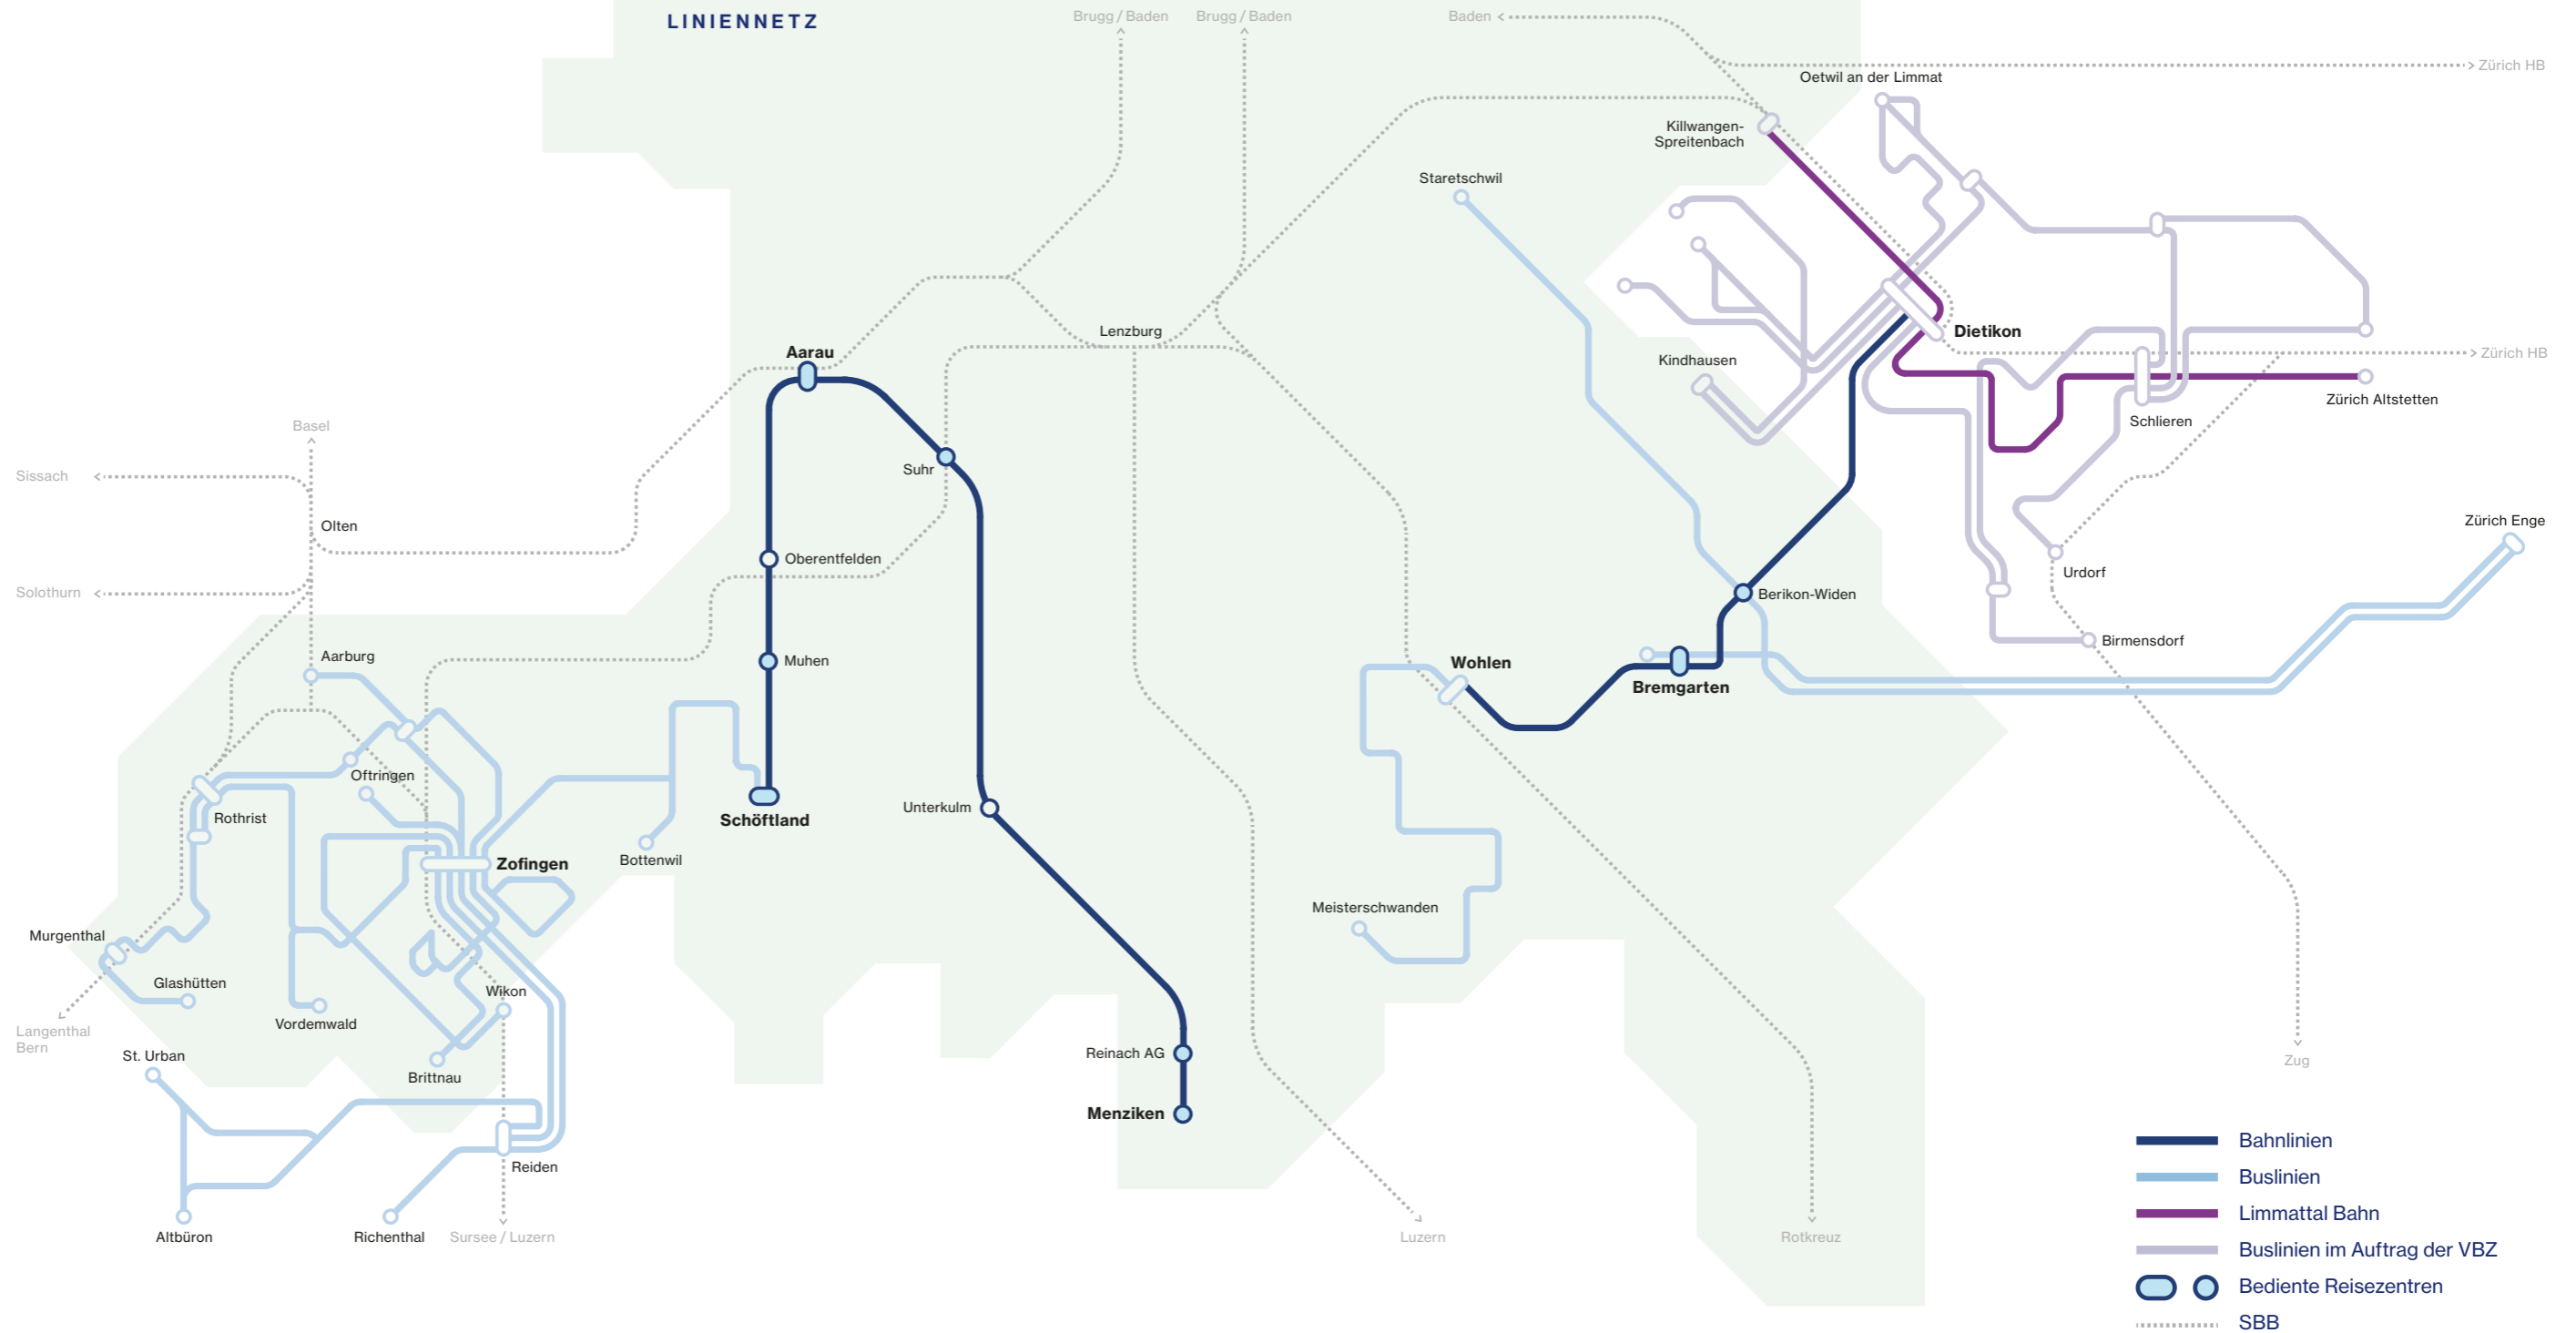 LINIENNETZ
Brugg / Baden
Brugg / Baden
Baden
Zürich HB
Oetwil an der Limmat
Killwangen-
Spreitenbach
Staretschwil
Lenzburg
Dietikon
Aarau
Kindhausen
Zürich HB
Zürich Altstetten
Schlieren
Basel
Suhr
Sissach
Olten
Zürich Enge
Oberentfelden
Urdorf
Solothurn
Berikon-Widen
Birmensdorf
Aarburg
Muhen
Wohlen
Bremgarten
Oftringen
Unterkulm
Rothrist
Schöftland
Bottenwil
Zofingen
Meisterschwanden
Murgenthal
Glashütten
Wikon
Vordemwald
Langenthal
Bern
St. Urban
Reinach AG
Zug
Brittnau
Menziken
Bahnlinien
Reiden
Buslinien
Limmattal Bahn
Altbüron
Richenthal
Sursee / Luzern
Luzern
Rotkreuz
Buslinien im Auftrag der VBZ
Bediente Reisezentren
SBB